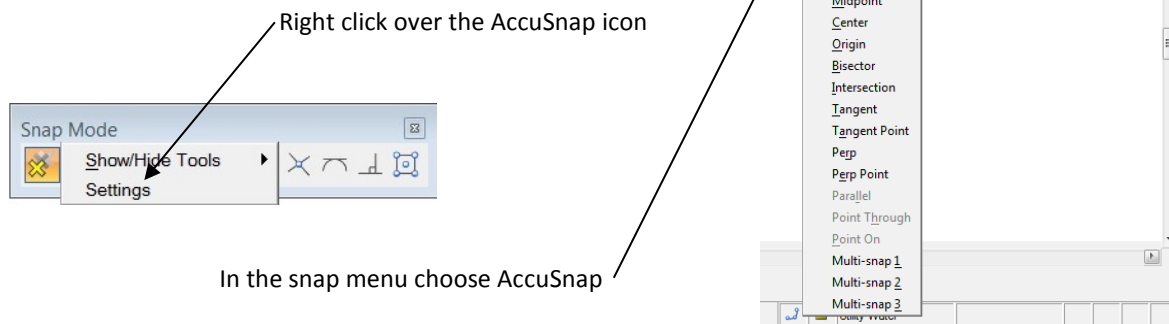 Midpoint
Right click over the AccuSnap icon
Center
Origin
Bisector
Intersection
Tangent
Tangent Point
Perp
Perp Point
Parallel
Point Through
Point On
Multi-snap 1
Multi-snap 2
Multi-snap 3
Snap Mode
Show/Hide Tools
Settings
In the snap menu choose AccuSnap
Utility Water